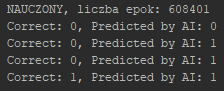 NAUCZONY, liczba epok: 608401
Correct: 0, Predicted by AI: 0
Correct: 0, Predicted by AI: 1
Correct: 0, Predicted by AI: 1
Correct: 1, Predicted by AI: 1